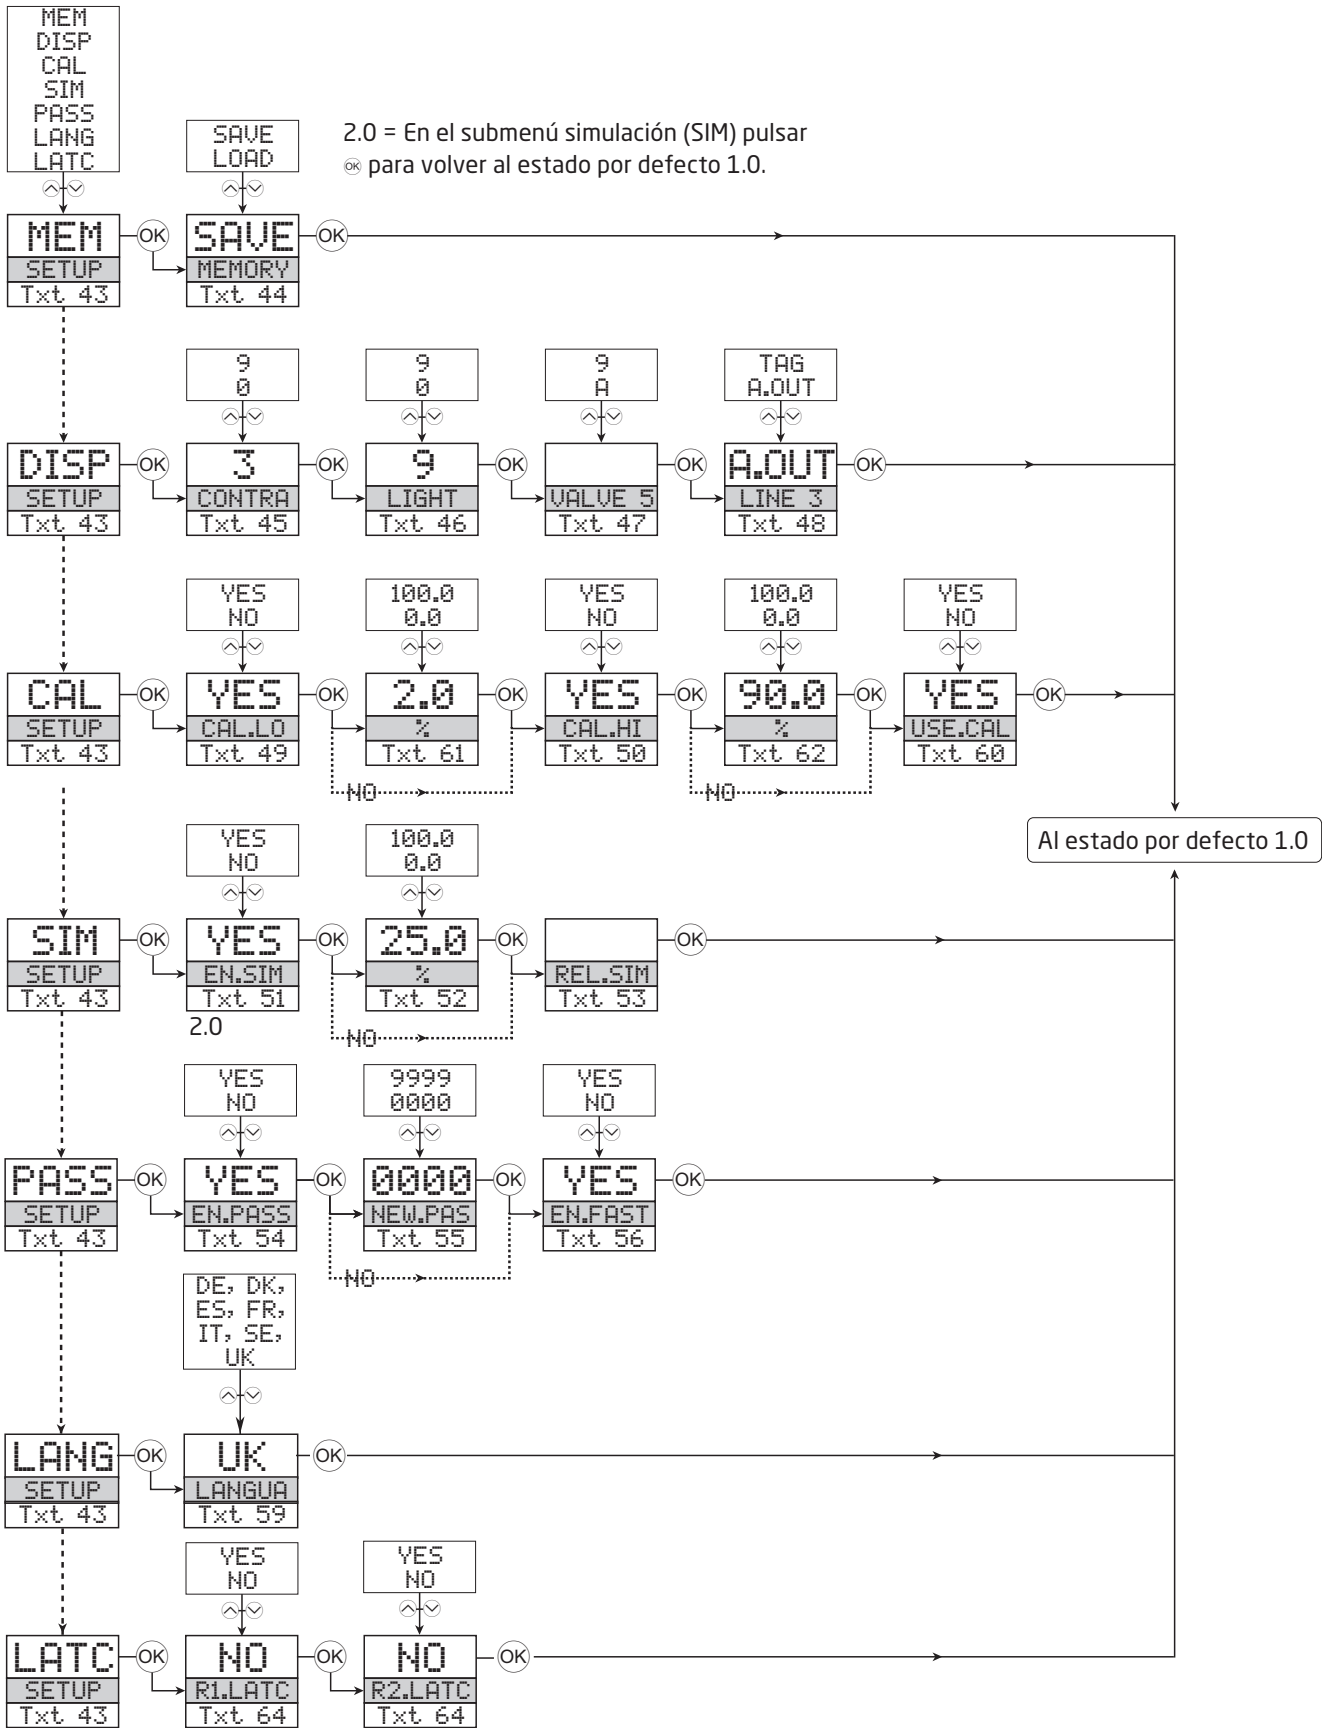 MEM
DISP
CAL
SIM
PASS
LANG
LATC
SAVE
LOAD
2.0 = En el submenú simulación (SIM) pulsar
OK para volver al estado por defecto 1.0.
MEM OK SAVE OK
SETUP MEMORY
Txt 43 Txt 44
9 9 9 TAG
0 0 A A.OUT
DISP OK 3 OK 9 OK OK A.OUT OK
SETUP CONTRA LIGHT VALVE 5 LINE 3
Txt 43 Txt 45 Txt 46 Txt 47 Txt 48
YES 100.0 YES 100.0 YES
NO 0.0 NO 0.0 NO
CAL OK YES OK 2.0 OK YES OK 90.0 OK YES OK
SETUP CAL.LO % CAL.HI % USE.CAL
Txt 43 Txt 49 Txt 61 Txt 50 Txt 62 Txt 60
NO NO
Al estado por defecto 1.0
YES 100.0
NO 0.0
SIM OK YES OK 25.0 OK OK
SETUP EN.SIM % REL.SIM
Txt 43 Txt 51 Txt 52 Txt 53
2.0
NO
YES 9999 YES
NO 0000 NO
PASS OK YES OK 0000 OK YES OK
SETUP EN.PASS NEW.PAS EN.FAST
Txt 43 Txt 54 Txt 55 Txt 56
NO
DE, DK,
ES, FR,
IT, SE,
UK
LANG OK UK OK
SETUP LANGUA
Txt 43 Txt 59
YES YES
NO NO
LATC OK NO OK NO OK
SETUP R1.LATC R2.LATC
Txt 43 Txt 64 Txt 64